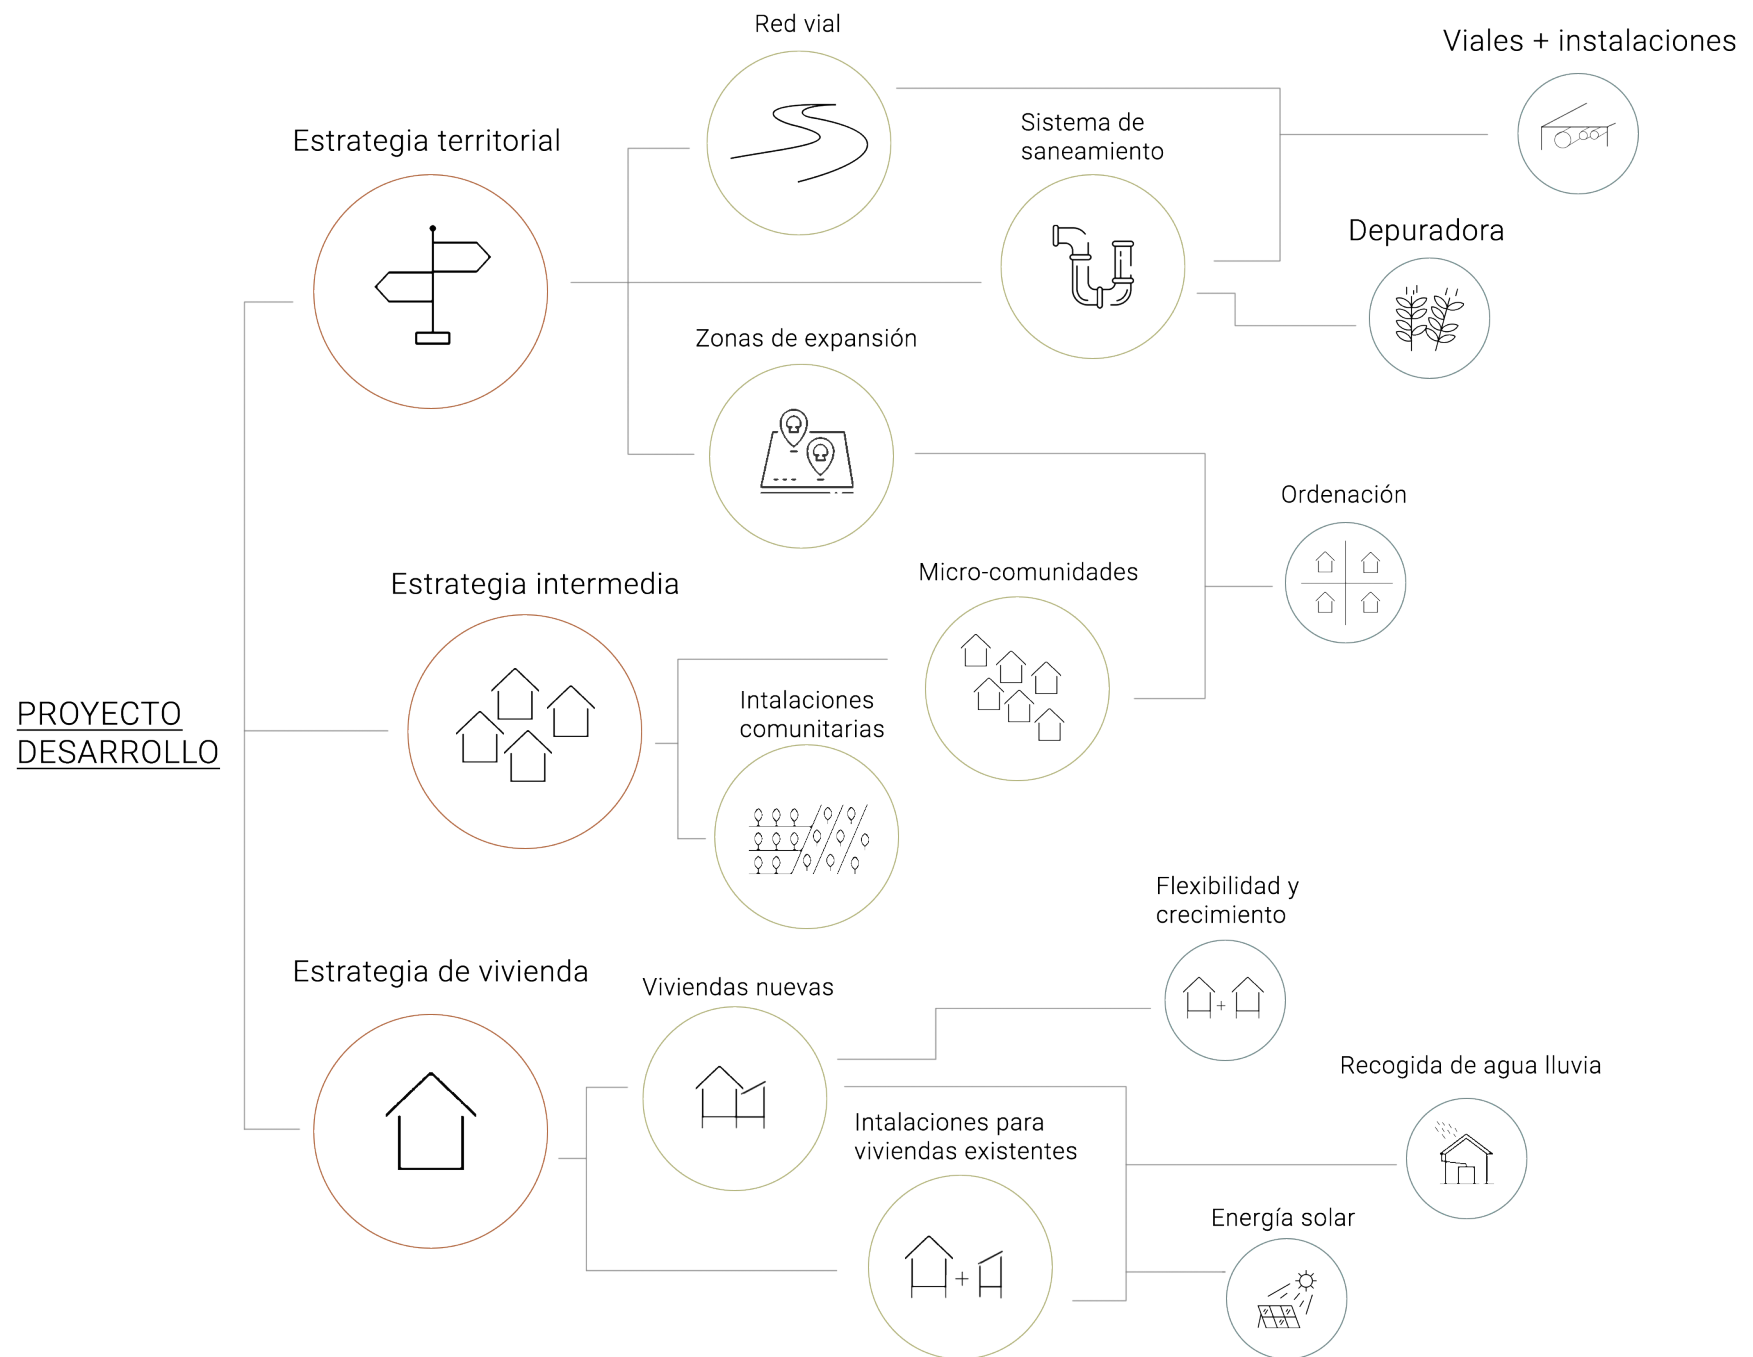 PROYECTO
DESARROLLO
Estrategia territorial
Red vial
Sistema de
saneamiento
Zonas de expansión
Viales + instalaciones
Depuradora
Estrategia intermedia
Micro-comunidades
Intalaciones
comunitarias
Ordenación
Estrategia de vivienda
Viviendas nuevas
Intalaciones para
viviendas existentes
Flexibilidad y
crecimiento
Recogida de agua lluvia
Energía solar